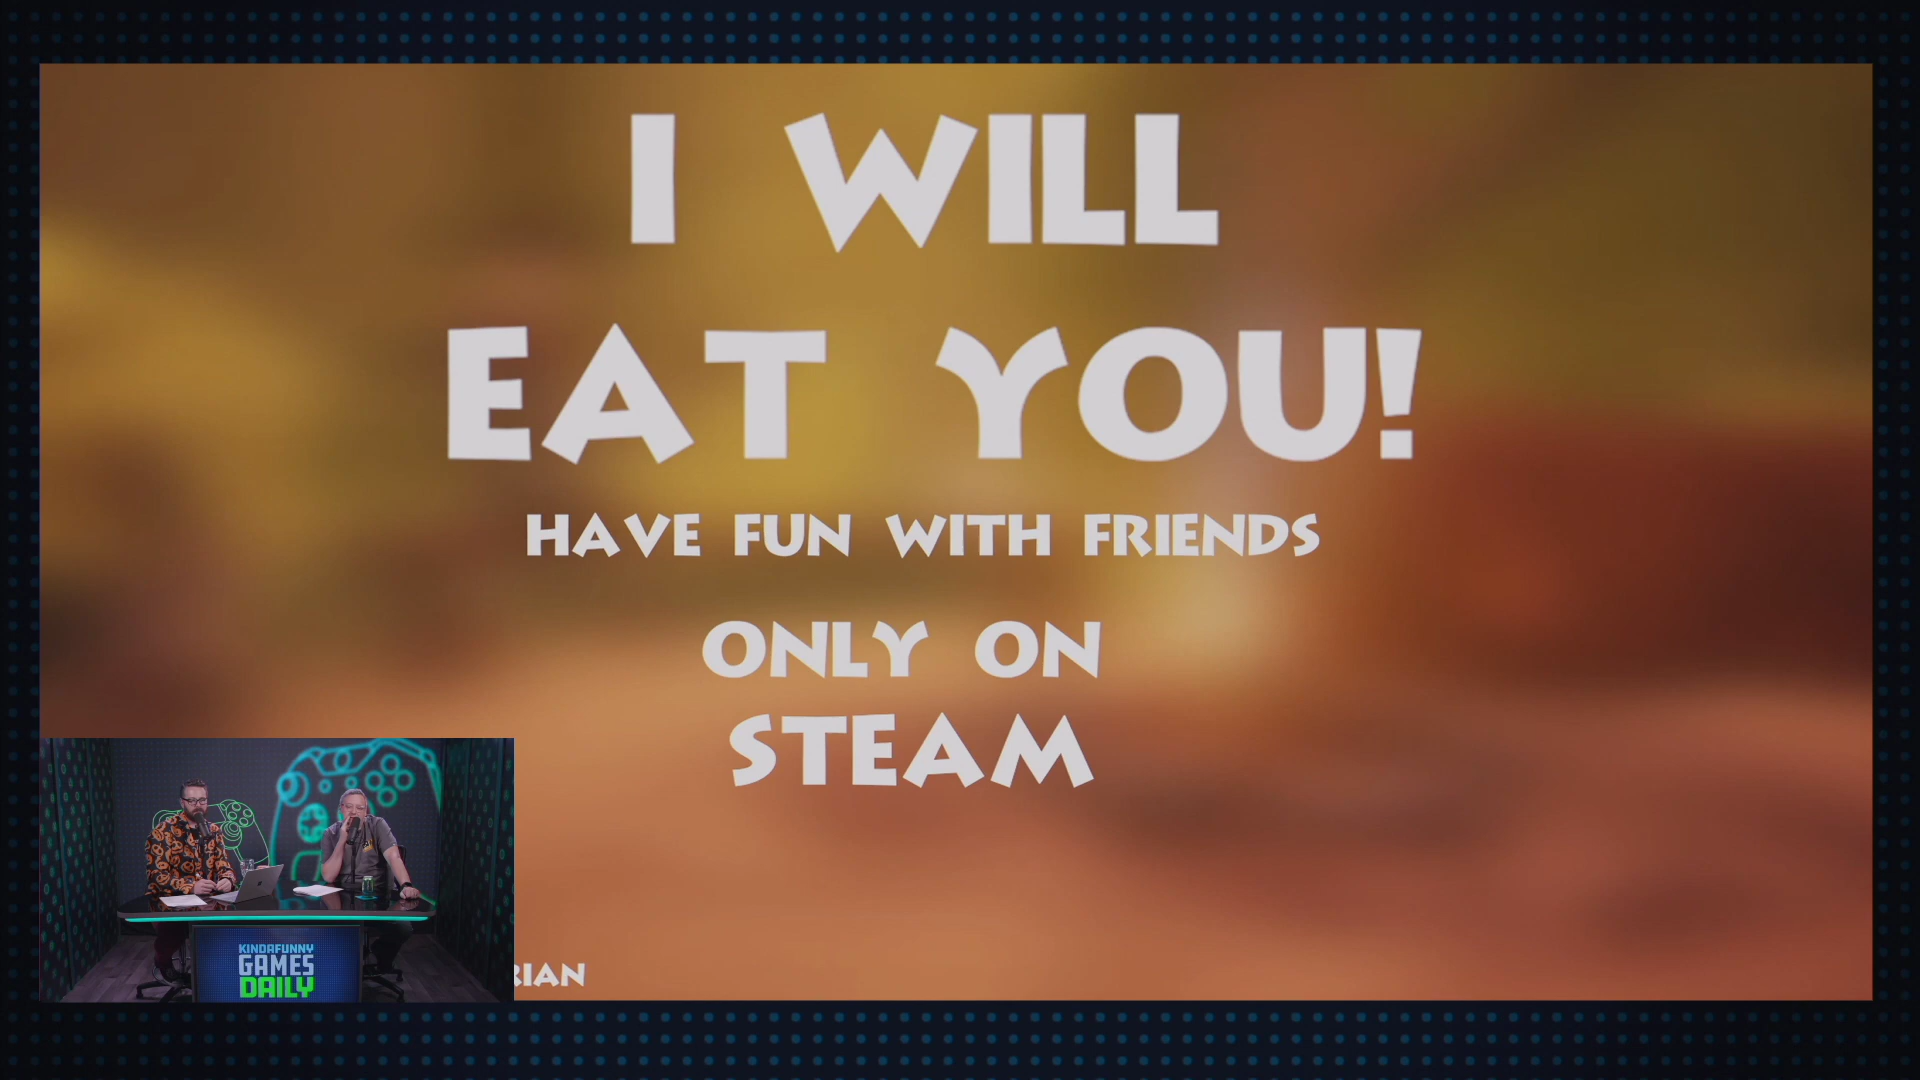 I WILL
EAT YOU!
HAVE FUN WITH FRIENDS
ONLY ON
STEAM
KINDAFUNNY
GAMES
DAILY